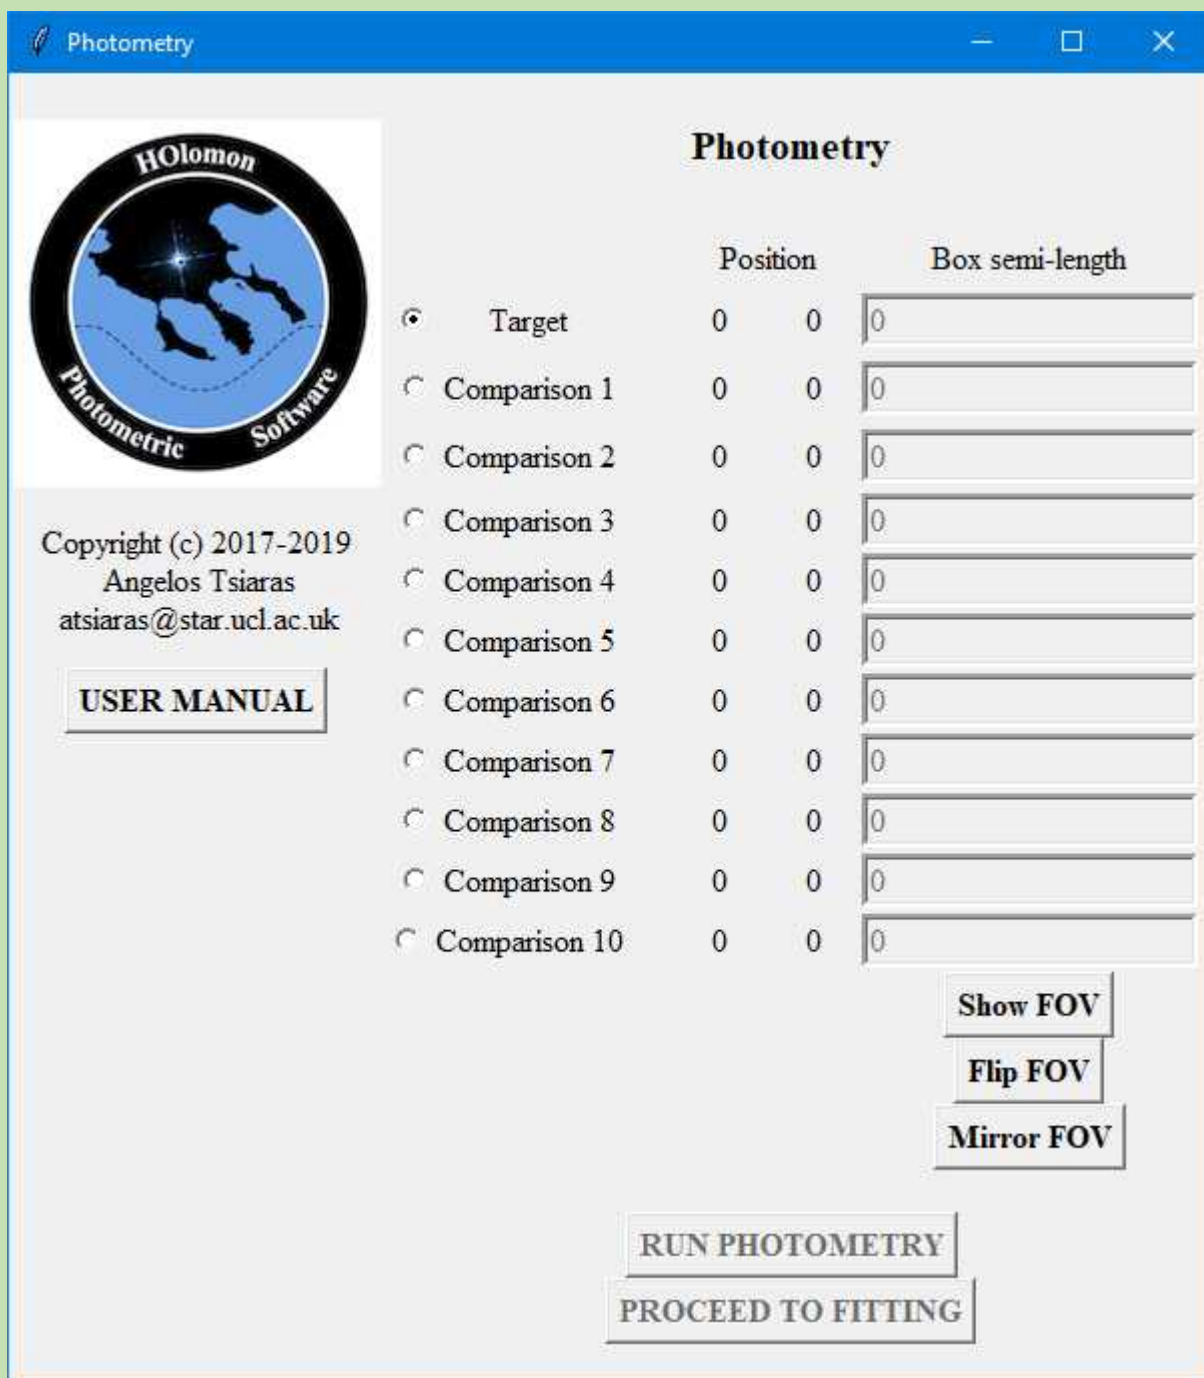 Photometry
HOlomon
Photometric Software
Copyright (c) 2017-2019
Angelos Tsiaras
atsiaras@star.ucl.ac.uk
USER MANUAL
Photometry
Position Box semi-length
Target 0 0 0
Comparison 1 0 0 0
Comparison 2 0 0 0
Comparison 3 0 0 0
Comparison 4 0 0 0
Comparison 5 0 0 0
Comparison 6 0 0 0
Comparison 7 0 0 0
Comparison 8 0 0 0
Comparison 9 0 0 0
Comparison 10 0 0 0
Show FOV
Flip FOV
Mirror FOV
RUN PHOTOMETRY
PROCEED TO FITTING